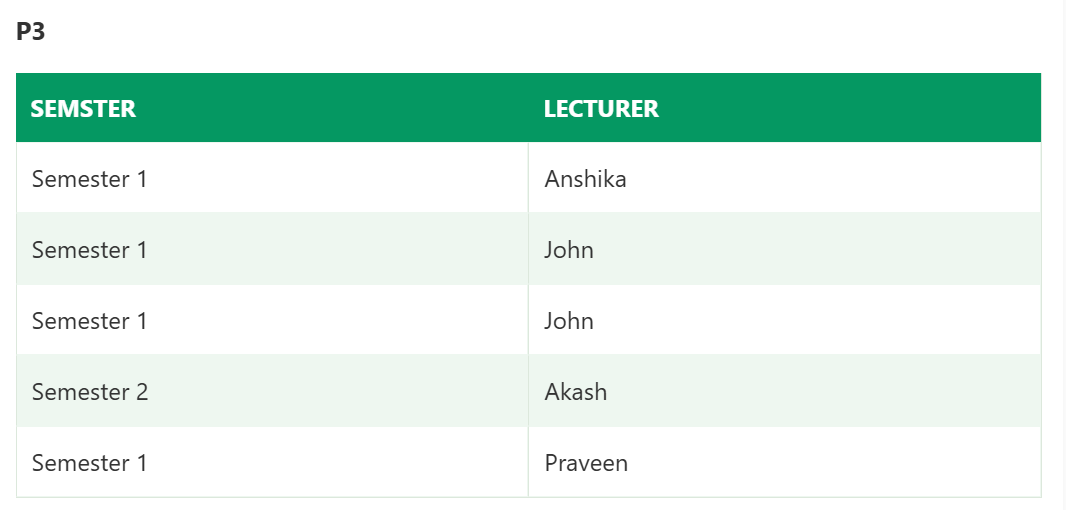 P3
SEMSTER LECTURER
Semester 1 Anshika
Semester 1 John
Semester 1 John
Semester 2 Akash
Semester 1 Praveen